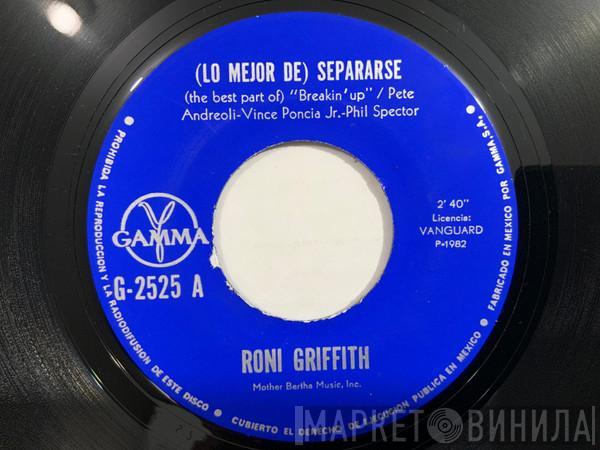 (LO MEJOR DE) SEPARARSE
(the best part of) "Breakin' up" / Pete
Andreoli-Vince Poncia Jr.-Phil Spector
2' 40"
Licencia:
VANGUARD
P-1982
GAMMA
G-2525 A
RONI GRIFFITH
Mother Bertha Music, Inc.
• PROHIBIDA LA REPRODUCCION Y LA RADIODIFUSION DE ESTE DISCO • CUBIERTO EL DERECHO DE EJECUCION PUBLICA EN MEXICO • FABRICADO EN MEXICO POR GAMMA, S.A. •
МАРКЕТ ВИНИЛА